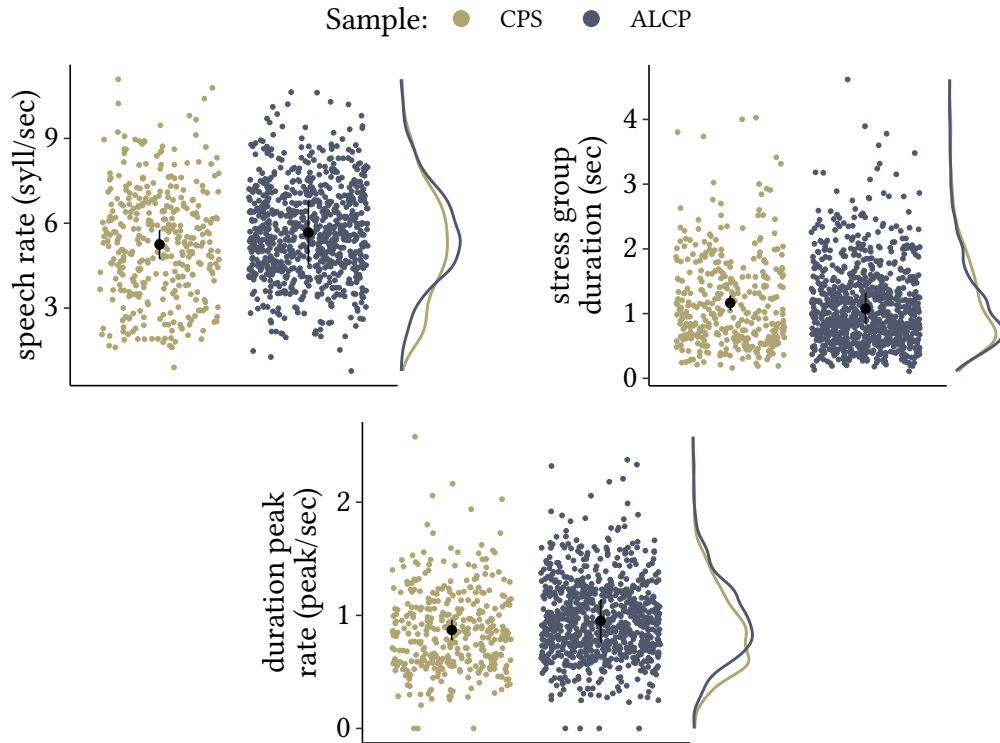 Sample: CPS ALCP
speech rate (syll/sec)
9
6
3
stress group
duration (sec)
4
3
2
1
0
duration peak
rate (peak/sec)
2
1
0